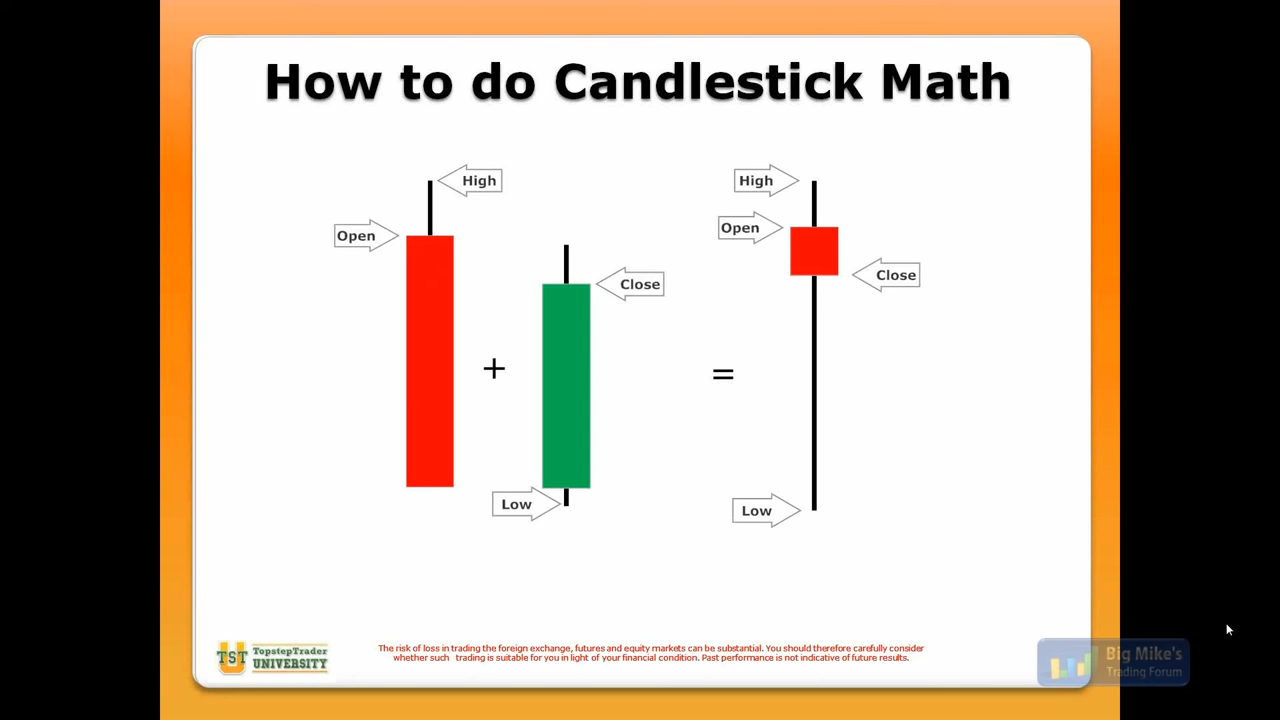 How to do Candlestick Math
High
High
Open
Open
Close
Close
+
=
Low
Low
TST
TopstepTrader
UNIVERSITY
The risk of loss in trading the foreign exchange, futures and equity markets can be substantial. You should therefore carefully consider
whether such trading is suitable for you in light of your financial condition. Past performance is not indicative of future results.
Big Mike's
Trading Forum